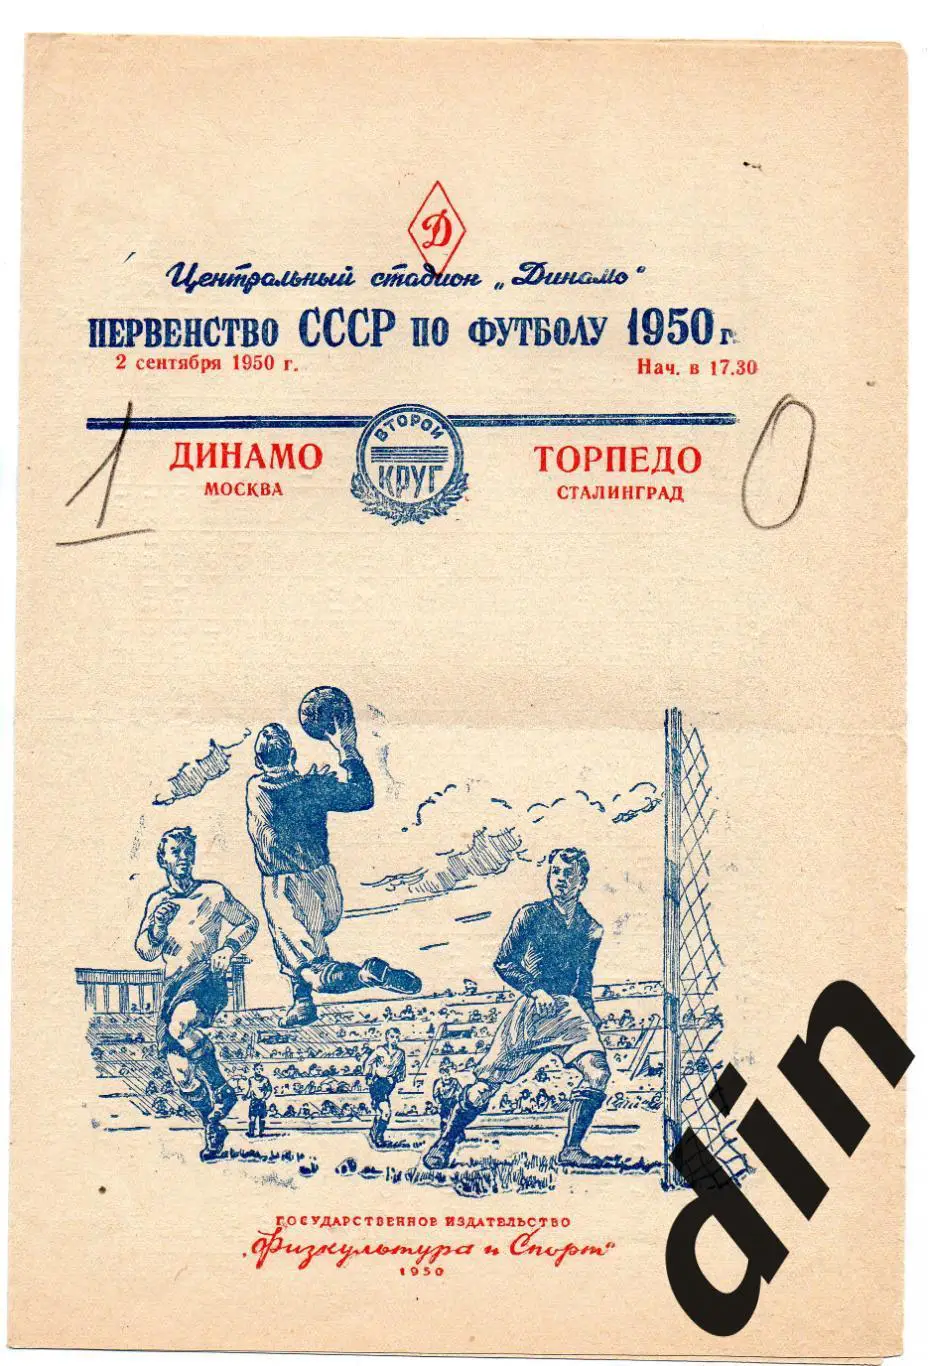 Д
Центральный стадион „Динамо“
ПЕРВЕНСТВО СССР ПО ФУТБОЛУ 1950 г.
2 сентября 1950 г.
Нач. в 17.30
1
ДИНАМО
МОСКВА
ВТОРОЙ
КРУГ
ТОРПЕДО
СТАЛИНГРАД
0
ГОСУДАРСТВЕННОЕ ИЗДАТЕЛЬСТВО
„Физкультура и Спорт“
1950
din